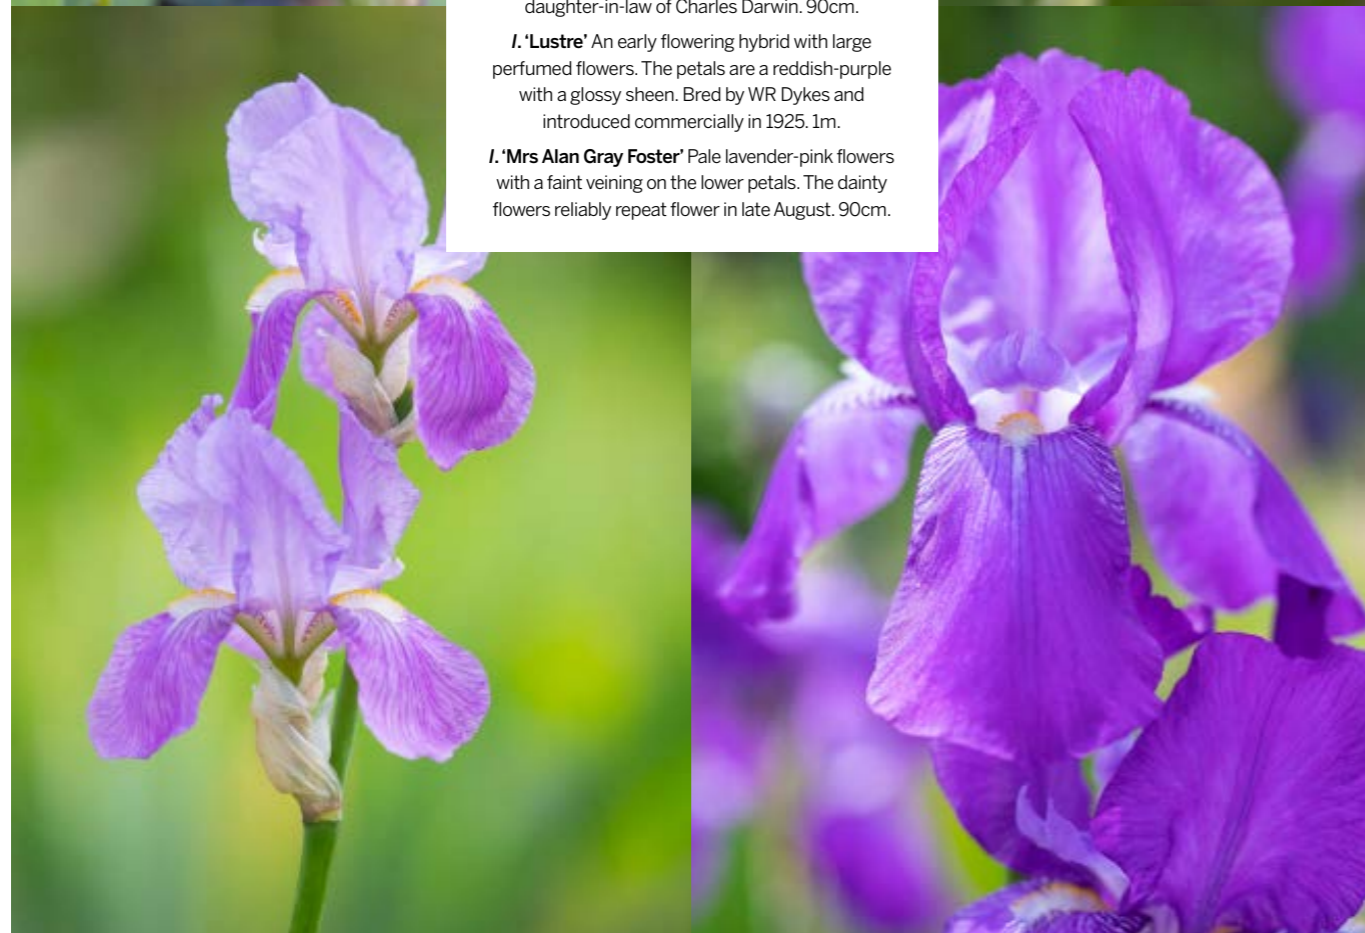 daughter-in-law of Charles Darwin. 90cm.
I. ‘Lustre’ An early flowering hybrid with large
perfumed flowers. The petals are a reddish-purple
with a glossy sheen. Bred by WR Dykes and
introduced commercially in 1925. 1m.
I. ‘Mrs Alan Gray Foster’ Pale lavender-pink flowers
with a faint veining on the lower petals. The dainty
flowers reliably repeat flower in late August. 90cm.